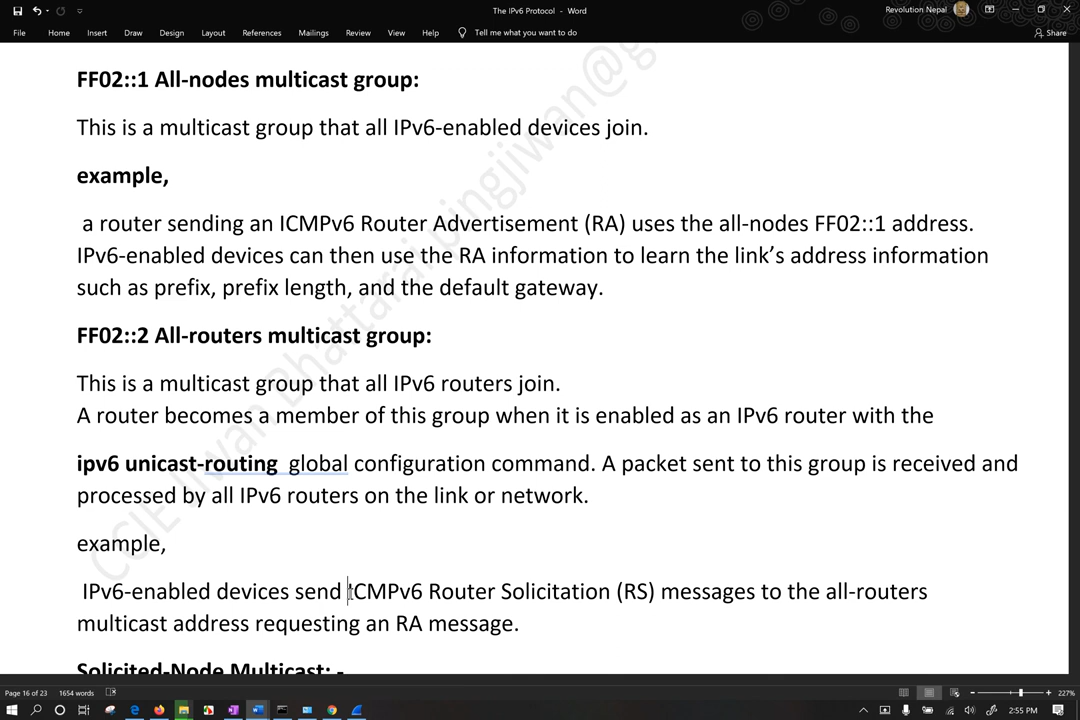 The IPv6 Protocol - Word
Revolution Nepal
File Home Insert Draw Design Layout References Mailings Review View Help Tell me what you want to do Share
FF02::1 All-nodes multicast group:
This is a multicast group that all IPv6-enabled devices join.
example,
a router sending an ICMPv6 Router Advertisement (RA) uses the all-nodes FF02::1 address.
IPv6-enabled devices can then use the RA information to learn the link’s address information
such as prefix, prefix length, and the default gateway.
FF02::2 All-routers multicast group:
This is a multicast group that all IPv6 routers join.
A router becomes a member of this group when it is enabled as an IPv6 router with the
ipv6 unicast-routing global configuration command. A packet sent to this group is received and
processed by all IPv6 routers on the link or network.
example,
IPv6-enabled devices send ICMPv6 Router Solicitation (RS) messages to the all-routers
multicast address requesting an RA message.
Solicited-Node Multicast: -
CCIE Jiwan Bhattarai pingjiwan@g
Page 16 of 23 1654 words 227%
2:55 PM